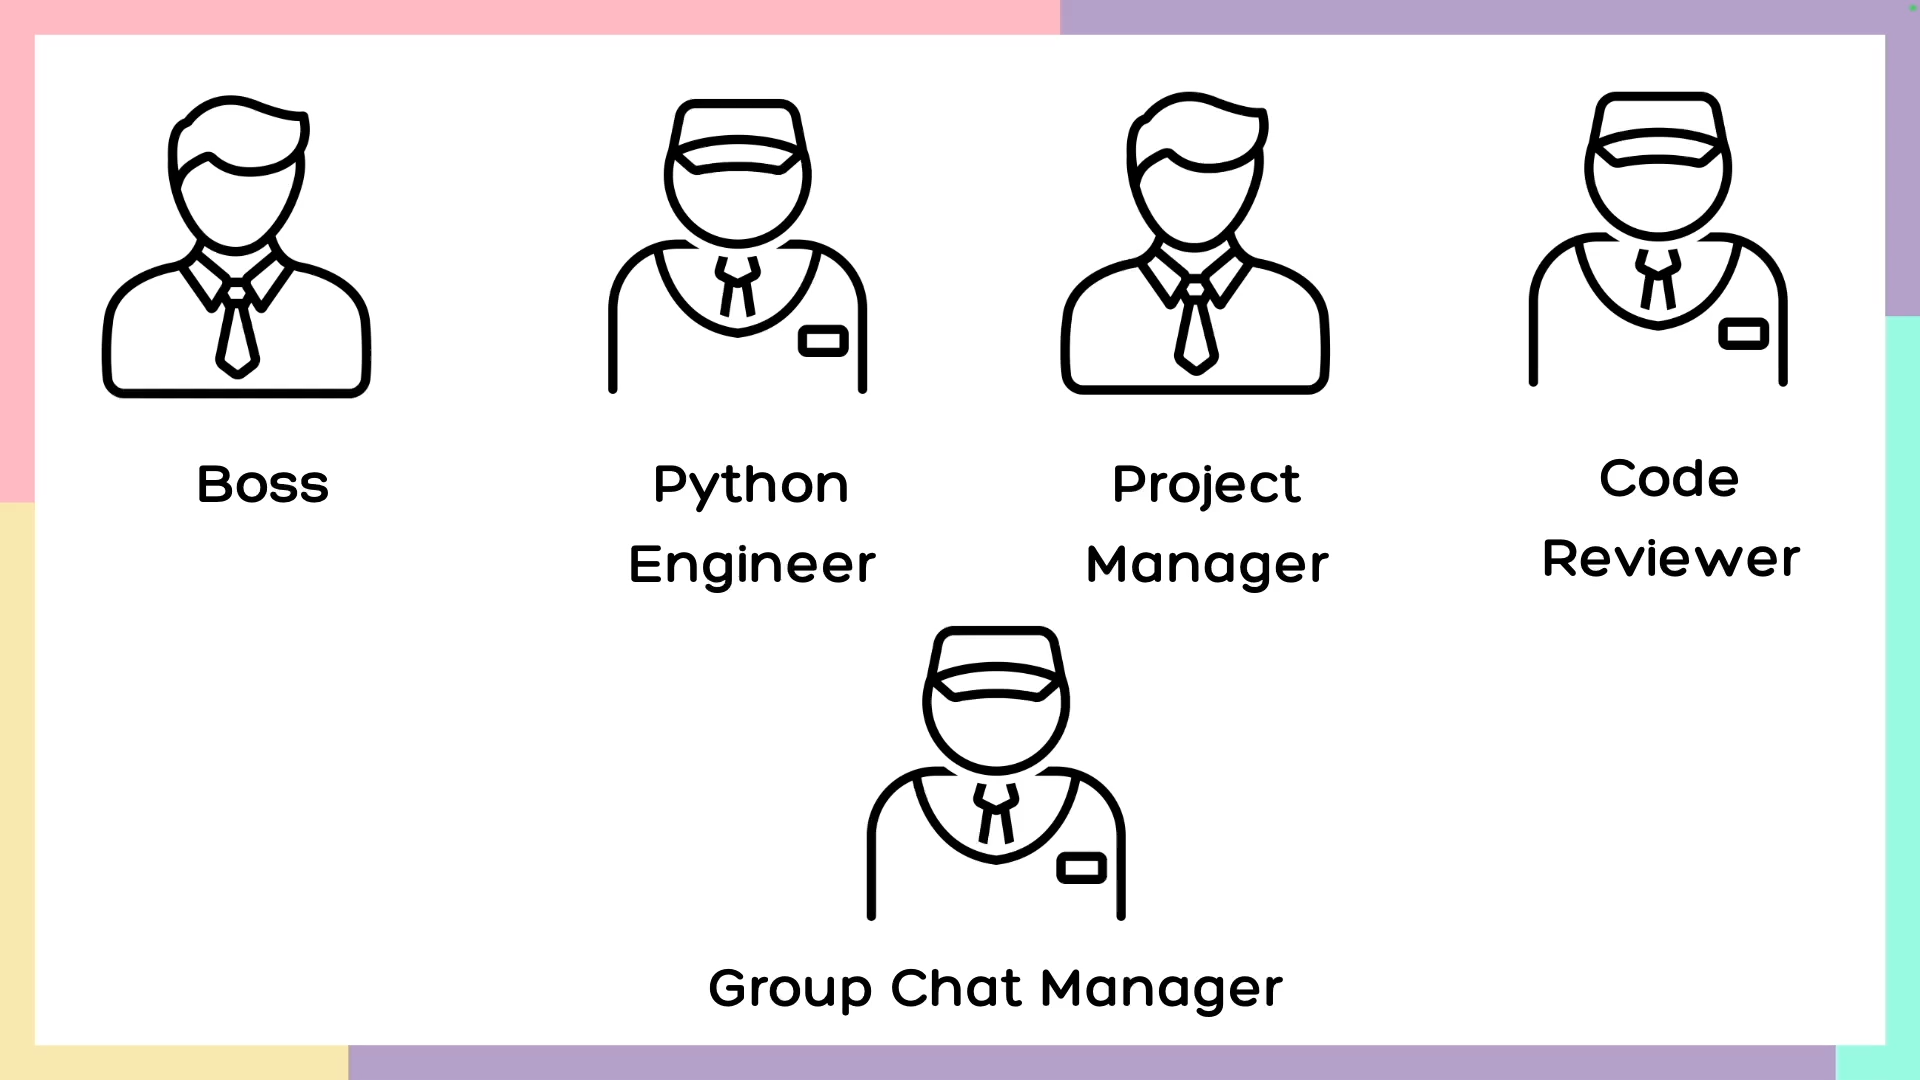 Boss
Python
Engineer
Project
Manager
Code
Reviewer
Group Chat Manager